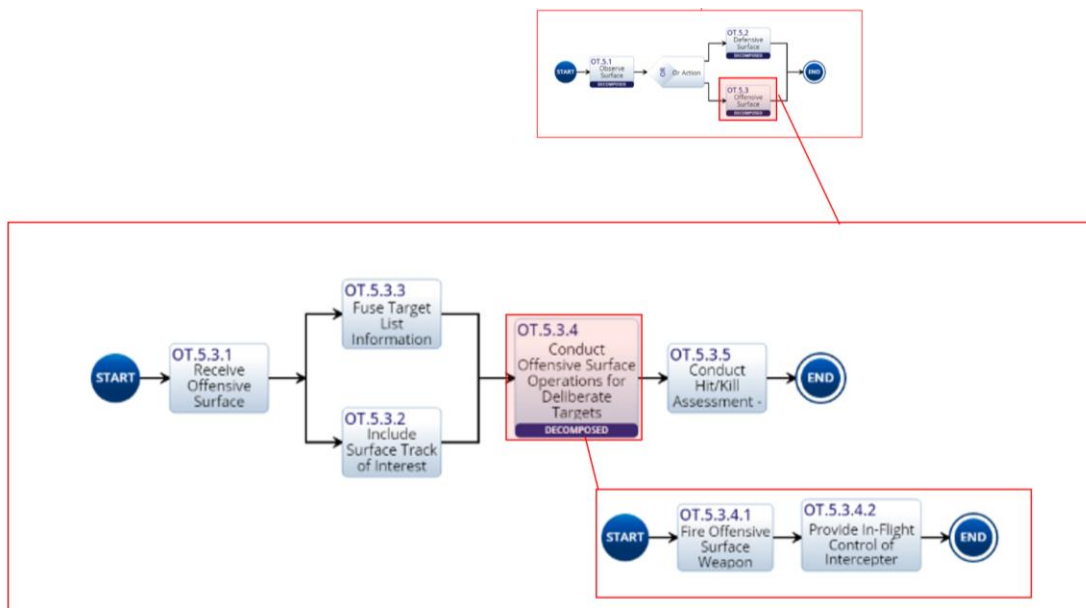 START
OT.5.1
Observe
Surface
DECOMPOSED
OR
Or Action
OT.5.2
Defensive
Surface
DECOMPOSED
OT.5.3
Offensive
Surface
DECOMPOSED
END
START
OT.5.3.1
Receive
Offensive
Surface
OT.5.3.3
Fuse Target
List
Information
OT.5.3.2
Include
Surface Track
of Interest
OT.5.3.4
Conduct
Offensive Surface
Operations for
Deliberate
Targets
DECOMPOSED
OT.5.3.5
Conduct
Hit/Kill
Assessment -
END
START
OT.5.3.4.1
Fire Offensive
Surface
Weapon
OT.5.3.4.2
Provide In-Flight
Control of
Intercepter
END